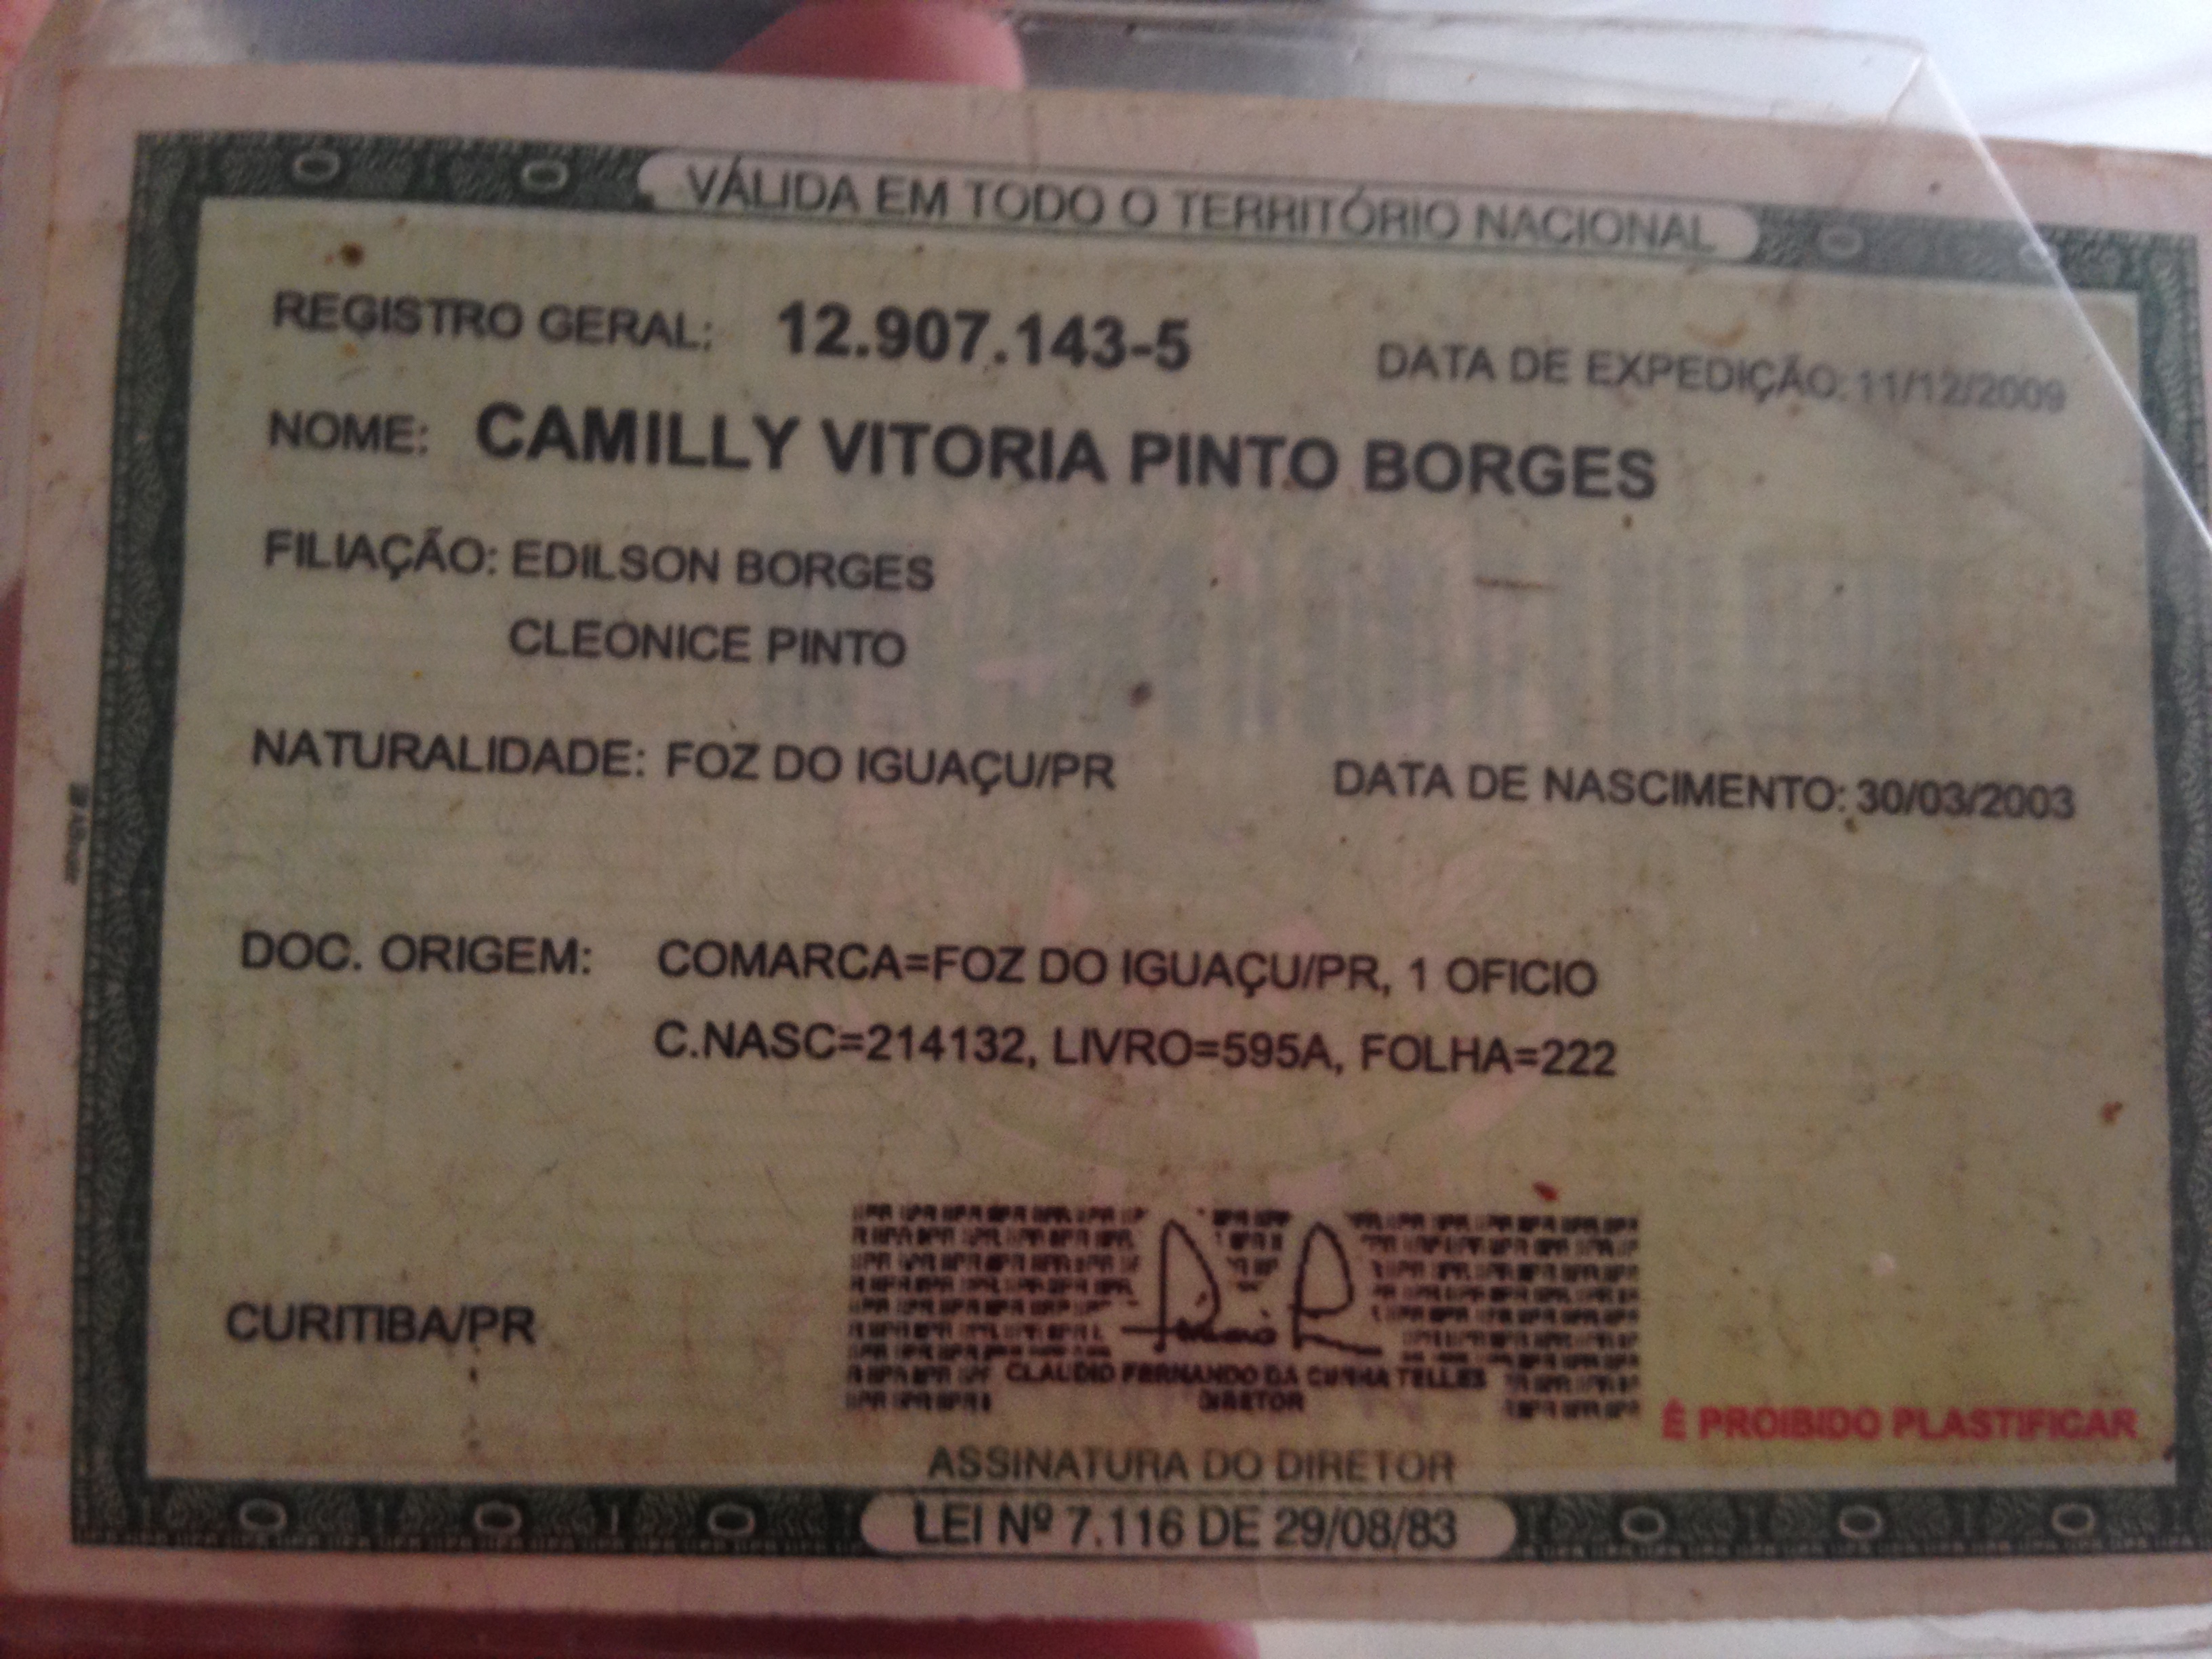 VÁLIDA EM TODO O TERRITÓRIO NACIONAL
REGISTRO GERAL: 12.907.143-5 DATA DE EXPEDIÇÃO: 11/12/2009
NOME: CAMILLY VITORIA PINTO BORGES
FILIAÇÃO: EDILSON BORGES
CLEONICE PINTO
NATURALIDADE: FOZ DO IGUAÇU/PR DATA DE NASCIMENTO: 30/03/2003
DOC. ORIGEM: COMARCA=FOZ DO IGUAÇU/PR, 1 OFICIO
C.NASC=214132, LIVRO=595A, FOLHA=222
CURITIBA/PR
CLAUDIO FERNANDO DA CUNHA TELLES
DIRETOR
É PROIBIDO PLASTIFICAR
ASSINATURA DO DIRETOR
LEI Nº 7.116 DE 29/08/83